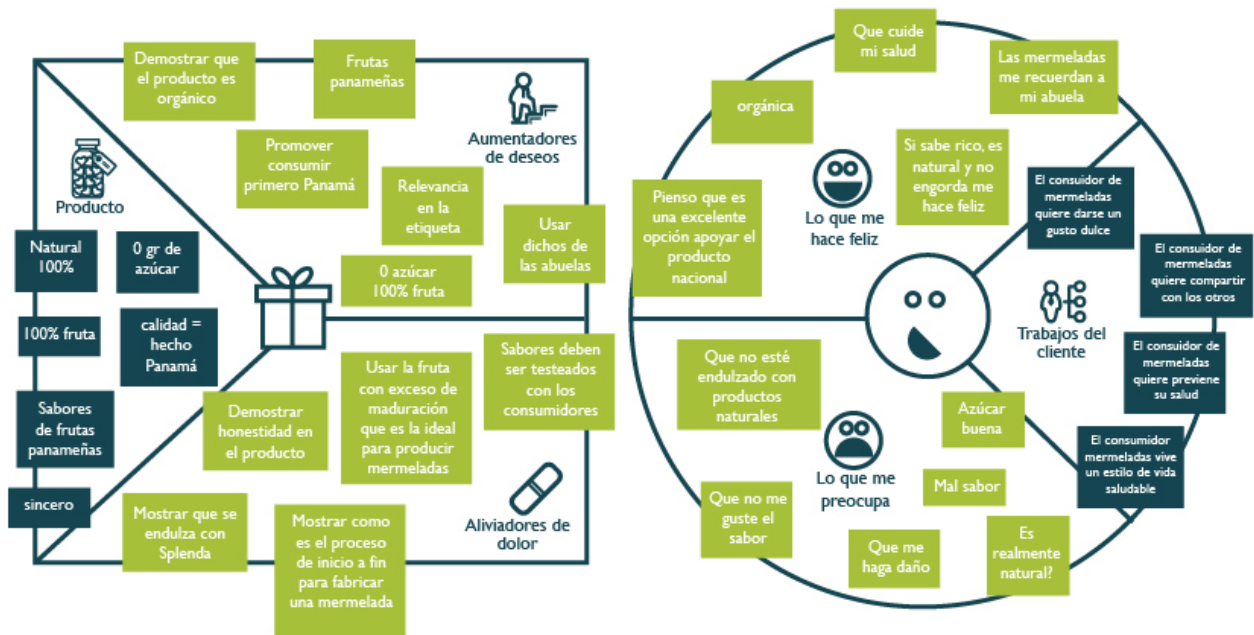 Demostrar que
el producto es
orgánico
Frutas
panameñas
Aumentadores
de deseos
Promover
consumir
primero Panamá
Relevancia
en la
etiqueta
Usar
dichos de
las abuelas
0 azúcar
100% fruta
Producto
Natural
100%
0 gr de
azúcar
100% fruta
calidad =
hecho
Panamá
Sabores
de frutas
panameñas
sincero
Demostrar
honestidad en
el producto
Usar la fruta
con exceso de
maduración
que es la ideal
para producir
mermeladas
Sabores deben
ser testeados
con los
consumidores
Mostrar que se
endulza con
Splenda
Mostrar como
es el proceso
de inicio a fin
para fabricar
una mermelada
Aliviadores de
dolor
Que cuide
mi salud
Las mermeladas
me recuerdan a
mi abuela
orgánica
Si sabe rico, es
natural y no
engorda me
hace feliz
Pienso que es
una excelente
opción apoyar el
producto
nacional
Lo que me
hace feliz
El consuidor de
mermeladas
quiere darse un
gusto dulce
El consuidor de
mermeladas
quiere compartir
con los otros
Trabajos del
cliente
El consuidor de
mermeladas
quiere previene
su salud
El consumidor
mermeladas vive
un estilo de vida
saludable
Que no esté
endulzado con
productos
naturales
Azúcar
buena
Lo que me
preocupa
Mal sabor
Que no me
guste el
sabor
Que me
haga daño
Es
realmente
natural?